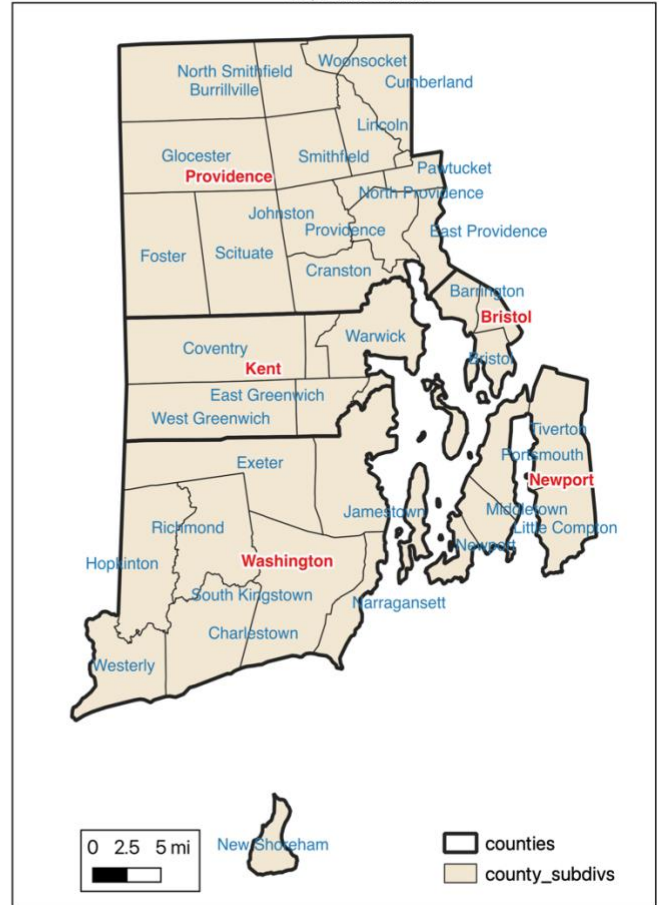 Woonsocket
North Smithfield
Burrillville
Cumberland
Lincoln
Glocester
Smithfield
Pawtucket
Providence
North Providence
Johnston
Providence
East Providence
Foster
Scituate
Cranston
Barrington
Bristol
Warwick
Coventry
Bristol
Kent
East Greenwich
West Greenwich
Tiverton
Portsmouth
Exeter
Newport
Middletown
Jamestown
Little Compton
Richmond
Newport
Hopkinton
Washington
South Kingstown
Narragansett
Charlestown
Westerly
New Shoreham
0 2.5 5 mi
counties
county_subdivs